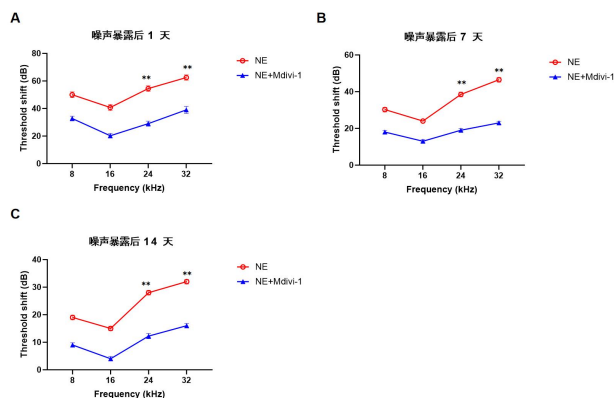 A
噪声暴露后 1 天
Threshold shift (dB)
80
60
40
20
0
**
**
8
16
24
32
Frequency (kHz)
NE
NE+Mdivi-1
B
噪声暴露后 7 天
Threshold shift (dB)
60
40
20
0
**
**
8
16
24
32
Frequency (kHz)
NE
NE+Mdivi-1
C
噪声暴露后 14 天
Threshold shift (dB)
40
30
20
10
0
**
**
8
16
24
32
Frequency (kHz)
NE
NE+Mdivi-1